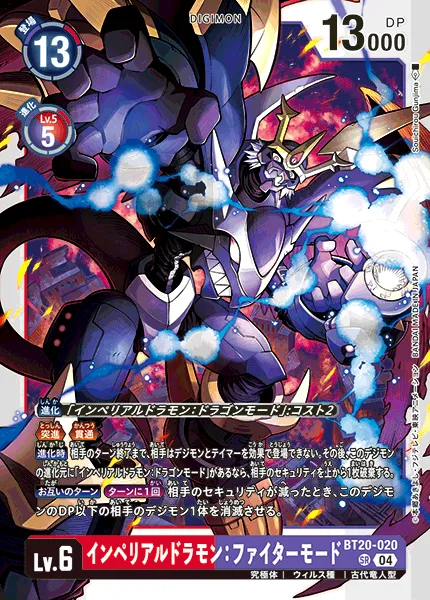 登場
13
DIGIMON
DP
13000
進化
Lv.5
5
Souichirou Gunjima
BANDAI MADE IN JAPAN
進化 「インペリアルドラモン:ドラゴンモード」:コスト2
突進 貫通
進化時 相手のターン終了まで、相手はデジモンとテイマーを効果で登場できない。その後、このデジモン
の進化元に「インペリアルドラモン:ドラゴンモード」があるなら、相手のセキュリティを上から1枚破棄する。
お互いのターン ターンに1回 相手のセキュリティが減ったとき、このデジモ
ンのDP以下の相手のデジモン1体を消滅させる。
Lv.6
インペリアルドラモン:ファイターモード
BT20-020
SR 04
究極体 | ウィルス種 | 古代竜人型